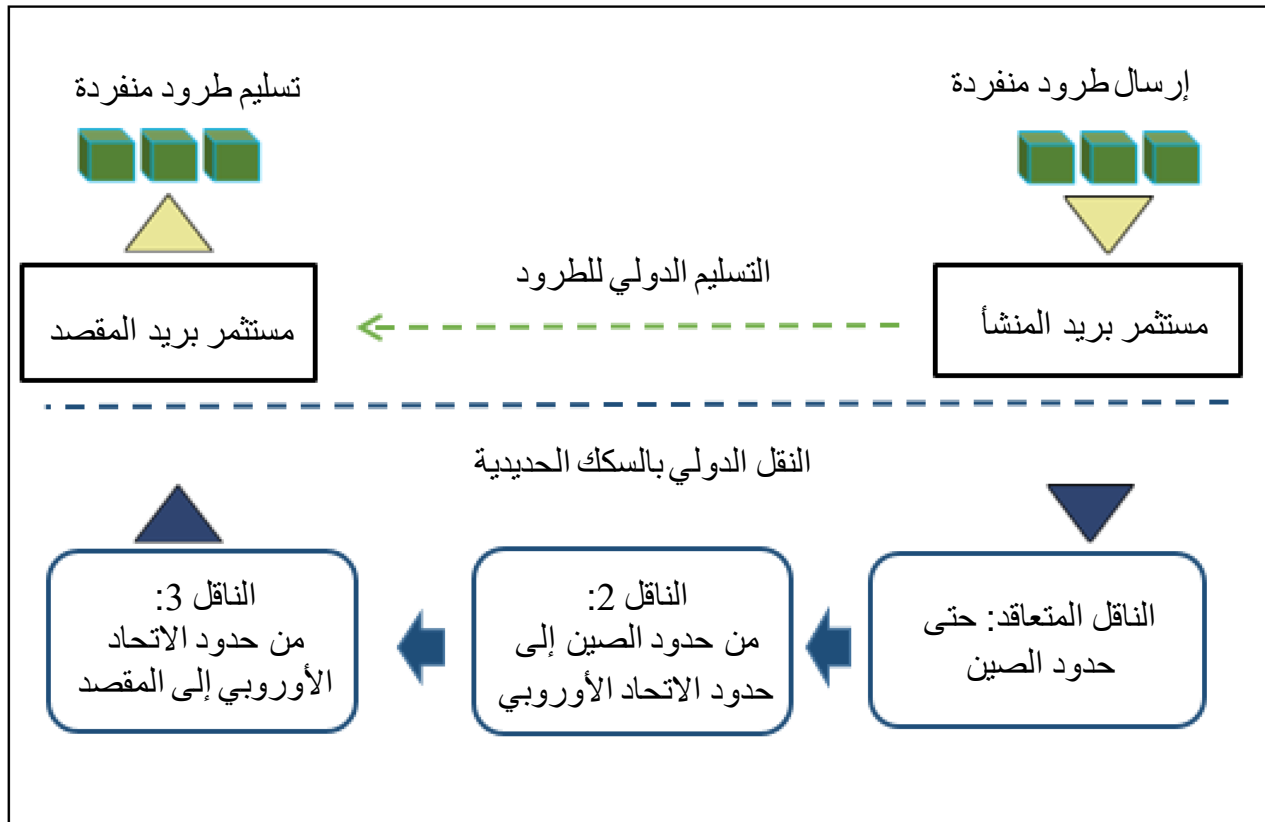 إرسال طرود منفردة
تسليم طرود منفردة
مستثمر بريد المنشأ
التسليم الدولي للطرود
مستثمر بريد المقصد
النقل الدولي بالسكك الحديدية
الناقل المتعاقد: حتى
حدود الصين
الناقل 2:
من حدود الصين إلى
حدود الاتحاد الأوروبي
الناقل 3:
من حدود الاتحاد
الأوروبي إلى المقصد